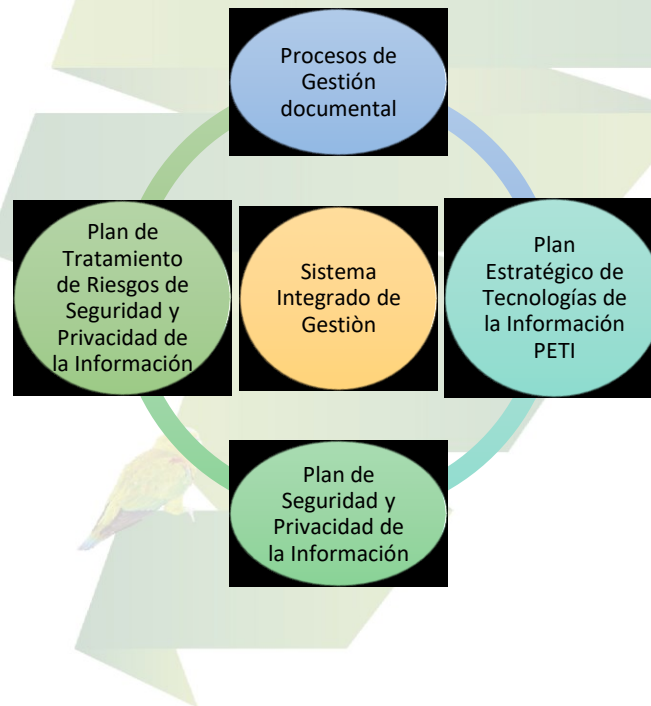 Procesos de
Gestión
documental
Plan de
Tratamiento
de Riesgos de
Seguridad y
Privacidad de
la Información
Sistema
Integrado de
Gestiòn
Plan
Estratégico de
Tecnologías de
la Información
PETI
Plan de
Seguridad y
Privacidad de
la Información